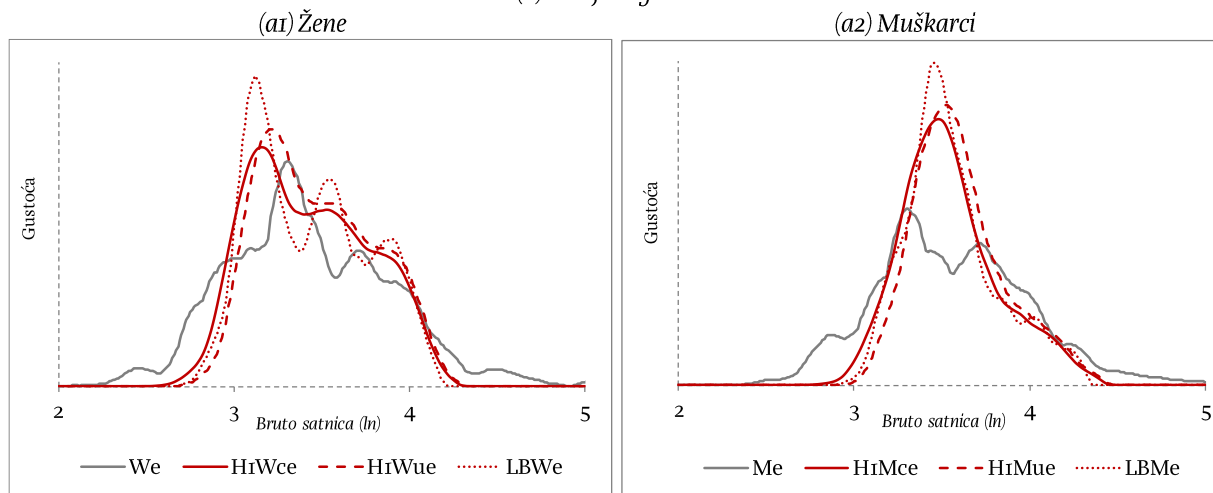 (a1) Žene
(a2) Muškarci
Gustoća
2 3 4 5
Bruto satnica (ln)
We H1Wce H1Wue LBWe
Gustoća
2 3 4 5
Bruto satnica (ln)
Me H1Mce H1Mue LBMe